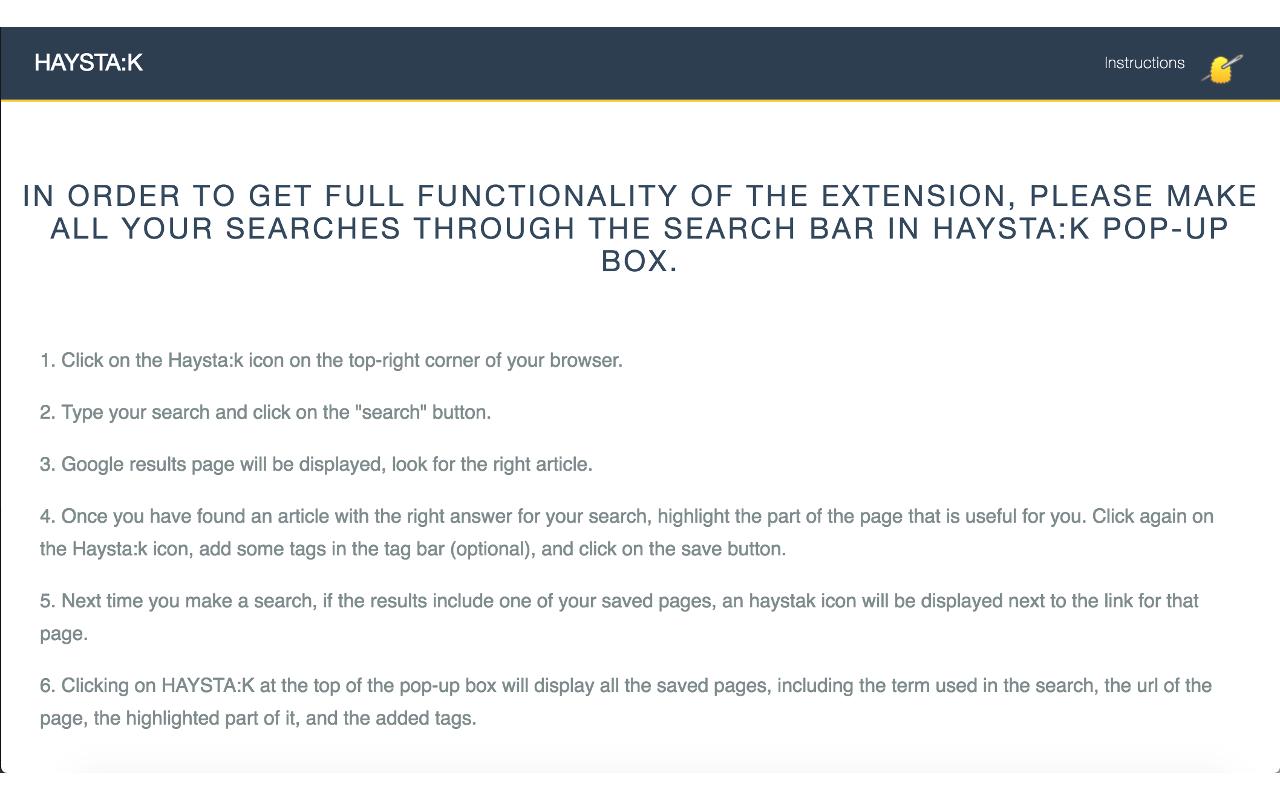 HAYSTA:K
Instructions
IN ORDER TO GET FULL FUNCTIONALITY OF THE EXTENSION, PLEASE MAKE
ALL YOUR SEARCHES THROUGH THE SEARCH BAR IN HAYSTA:K POP-UP
BOX.
1. Click on the Haysta:k icon on the top-right corner of your browser.
2. Type your search and click on the "search" button.
3. Google results page will be displayed, look for the right article.
4. Once you have found an article with the right answer for your search, highlight the part of the page that is useful for you. Click again on
the Haysta:k icon, add some tags in the tag bar (optional), and click on the save button.
5. Next time you make a search, if the results include one of your saved pages, an haystak icon will be displayed next to the link for that
page.
6. Clicking on HAYSTA:K at the top of the pop-up box will display all the saved pages, including the term used in the search, the url of the
page, the highlighted part of it, and the added tags.